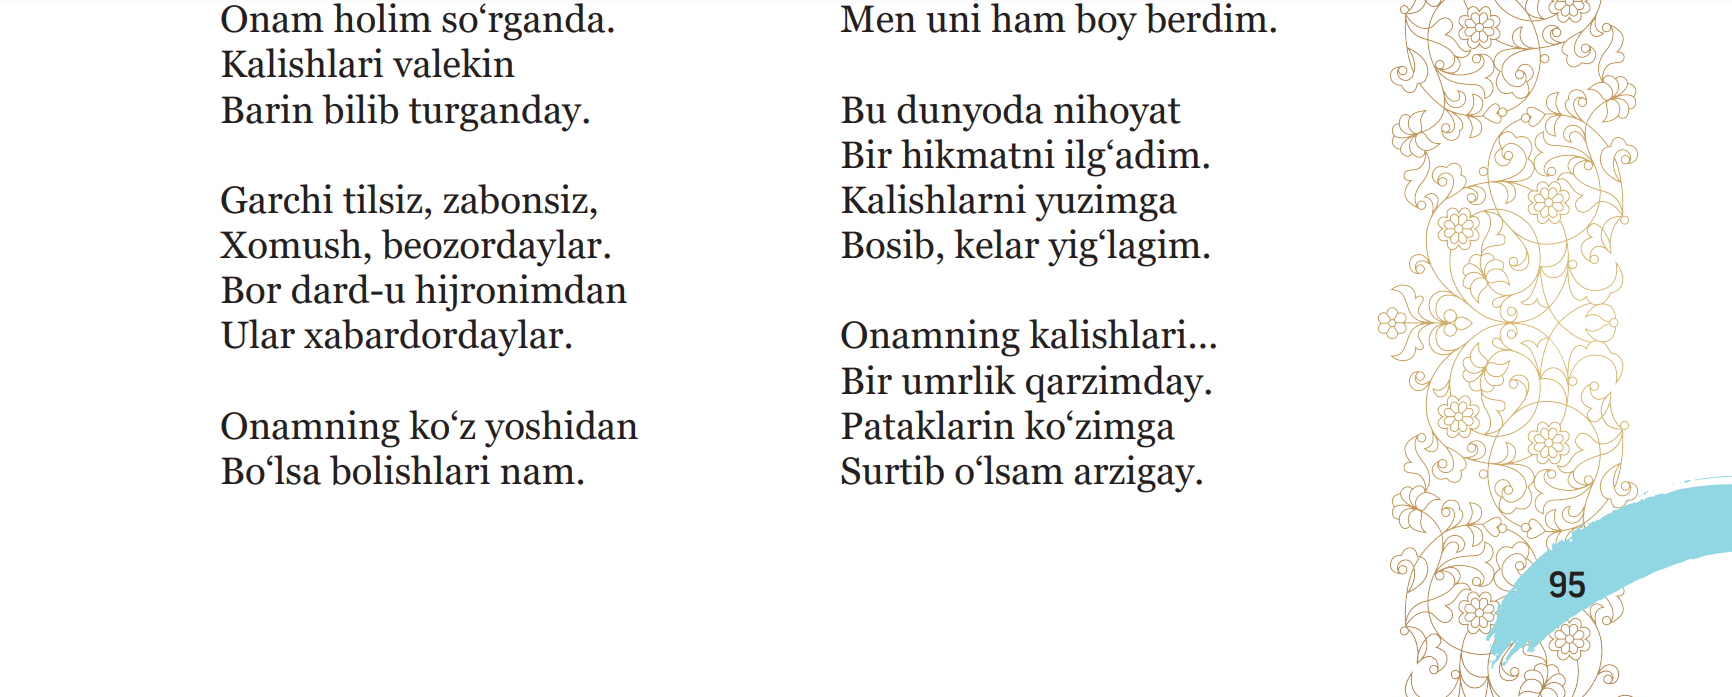 Onam holim so‘rganda.
Kalishlari valekin
Barin bilib turganday.

Garchi tilsiz, zabonsiz,
Xomush, beozordaylar.
Bor dard-u hijronimdan
Ular xabardordaylar.

Onamning ko‘z yoshidan
Bo‘lsa bolishlari nam.

Men uni ham boy berdim.

Bu dunyoda nihoyat
Bir hikmatni ilg‘adim.
Kalishlarni yuzimga
Bosib, kelar yig‘lagim.

Onamning kalishlari...
Bir umrlik qarzimday.
Pataklarin ko‘zimga
Surtib o‘lsam arzigay.

95